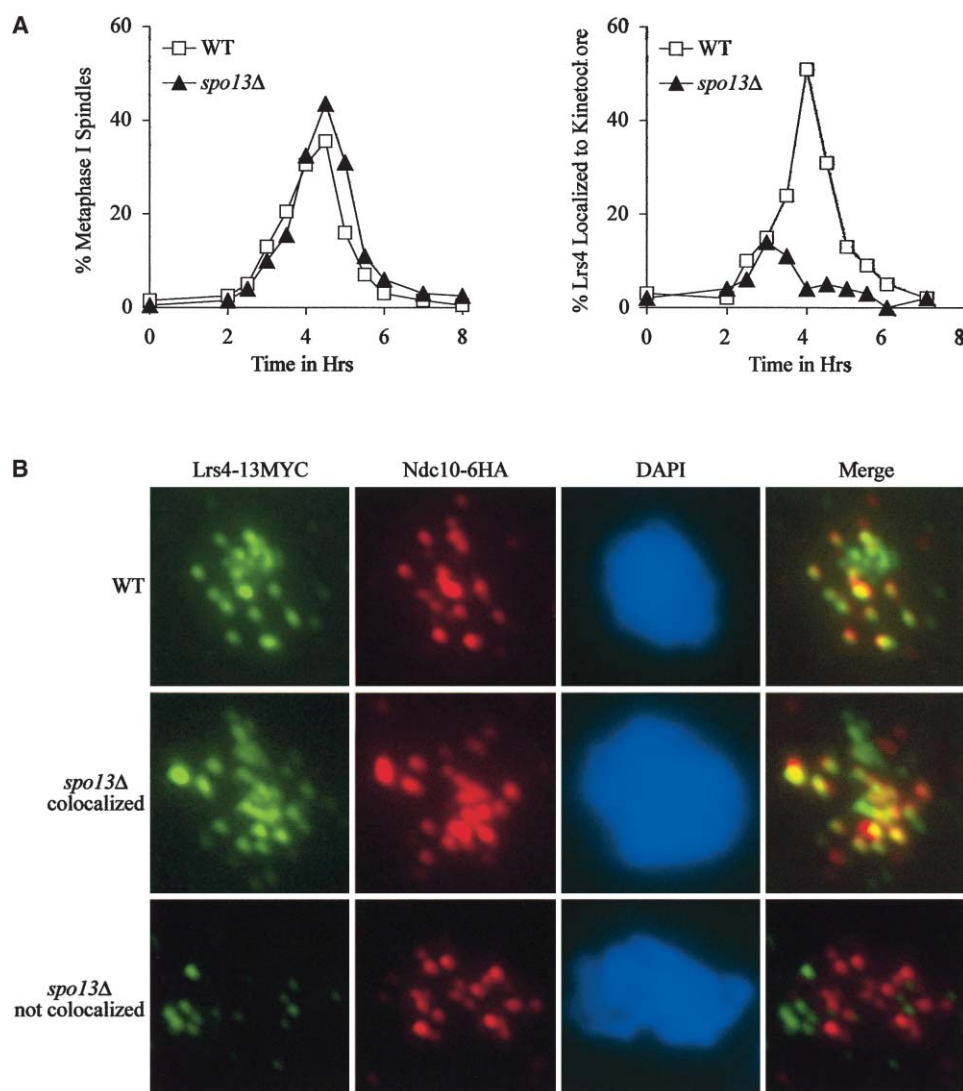 A
% Metaphase I Spindles
60
40
20
0
WT
spo13Δ
0 2 4 6 8
Time in Hrs
% Lrs4 Localized to Kinetochore
60
40
20
0
WT
spo13Δ
0 2 4 6 8
Time in Hrs
B
Lrs4-13MYC Ndc10-6HA DAPI Merge
WT
spo13Δ
colocalized
spo13Δ
not colocalized